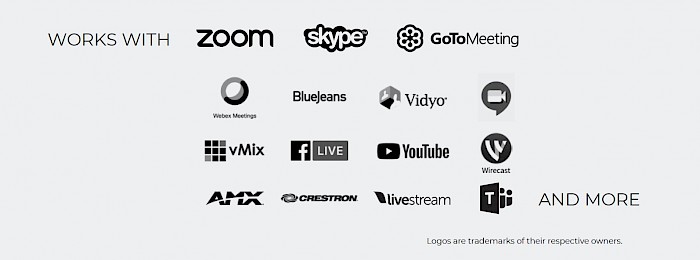 WORKS WITH zoom skype GoToMeeting
Webex Meetings BlueJeans Vidyo
vMix f LIVE YouTube Wirecast
AMX CRESTRON livestream T AND MORE
Logos are trademarks of their respective owners.